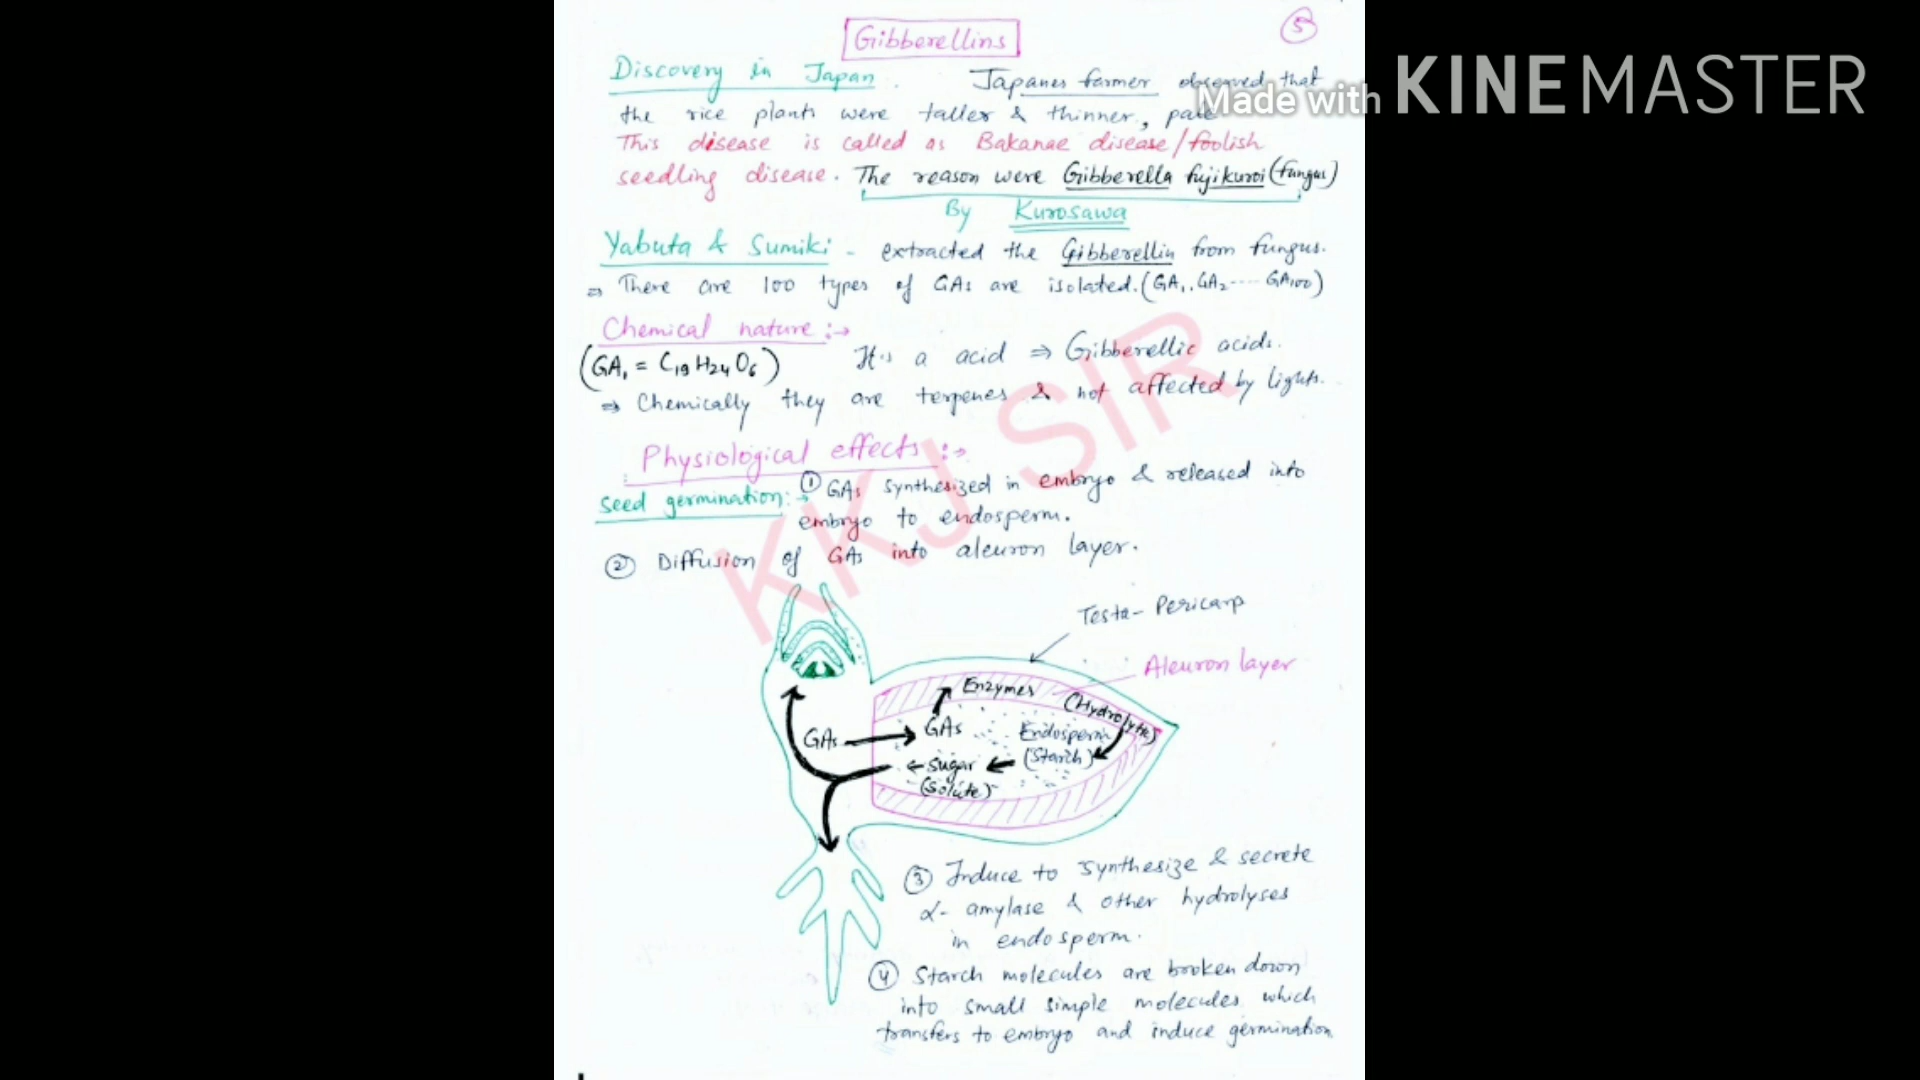 Gibberellins
5
Discovery in Japan. Japanes farmer observed that
the rice plants were taller & thinner, pale
Made with KINEMASTER
This disease is called as Bakanae disease/foolish
seedling disease. The reason were Gibberella fujikuroi (fungus)
By Kurosawa
Yabuta & Sumiki - extracted the Gibberellin from fungus.
⇒ There are 100 types of GAs are isolated. (GA₁, GA₂ ---- GA₁₀₀)
Chemical nature :→
(GA₁ = C₁₉H₂₄O₆) It is a acid ⇒ Gibberellic acids.
⇒ Chemically they are terpenes & not affected by lights.
Physiological effects :→
Seed germination :→ ① GAs synthesized in embryo & released into
embryo to endosperm.
② Diffusion of GAs into aleuron layer.
KKJ SIR
Testa - Pericarp
Aleuron layer
Enzymes
(Hydrolytic)
GAs
GAs
Endosperm
(Starch)
← Sugar
(Solute)
③ Induce to synthesize & secrete
α- amylase & other hydrolyses
in endosperm.
④ Starch molecules are brooken down
into small simple molecules which
transfers to embryo and induce germination